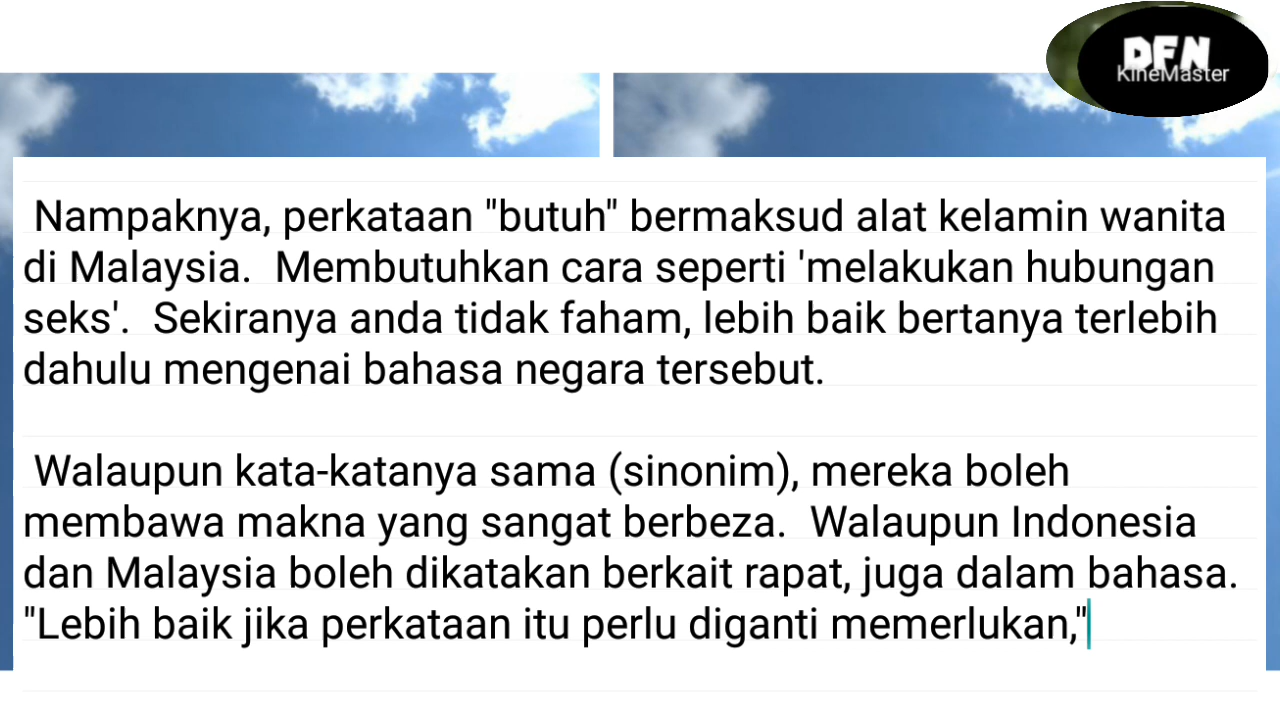 DFN
KineMaster
Nampaknya, perkataan "butuh" bermaksud alat kelamin wanita
di Malaysia.  Membutuhkan cara seperti 'melakukan hubungan
seks'.  Sekiranya anda tidak faham, lebih baik bertanya terlebih
dahulu mengenai bahasa negara tersebut.
Walaupun kata-katanya sama (sinonim), mereka boleh
membawa makna yang sangat berbeza.  Walaupun Indonesia
dan Malaysia boleh dikatakan berkait rapat, juga dalam bahasa.
"Lebih baik jika perkataan itu perlu diganti memerlukan,"